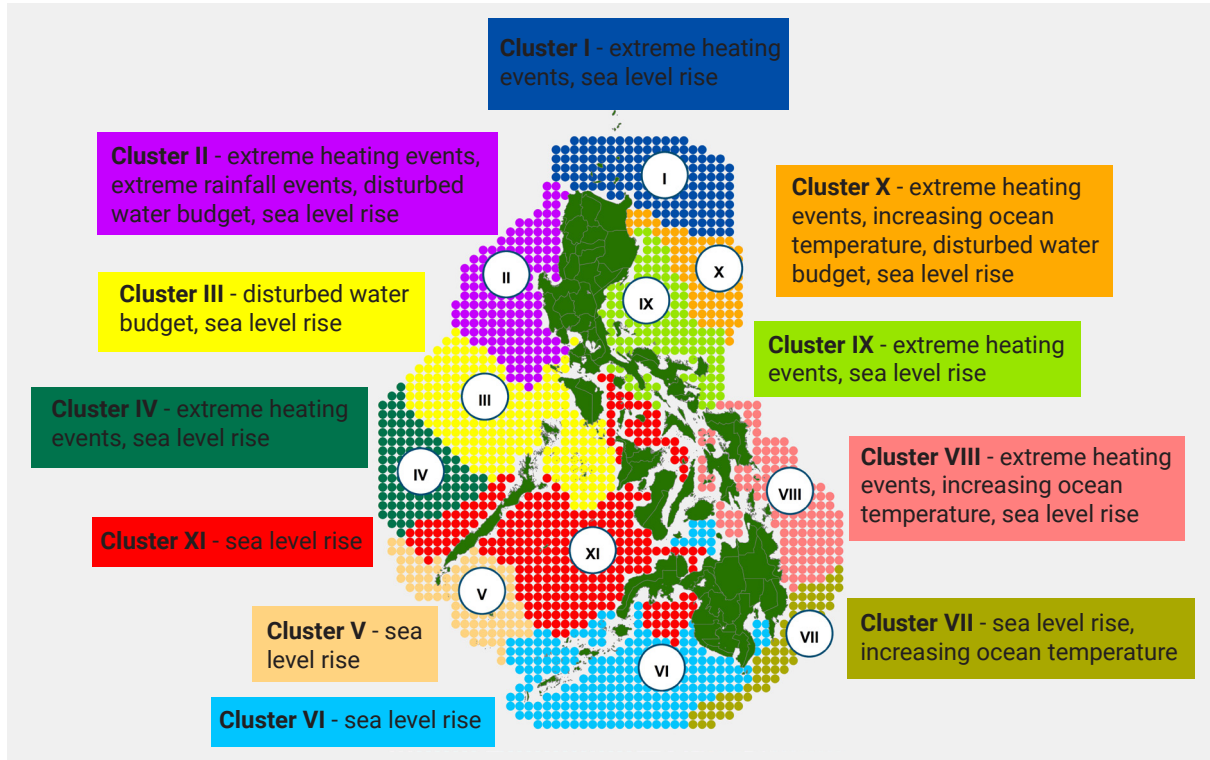 Cluster I - extreme heating
events, sea level rise
Cluster II - extreme heating events,
extreme rainfall events, disturbed
water budget, sea level rise
Cluster X - extreme heating
events, increasing ocean
temperature, disturbed water
budget, sea level rise
Cluster III - disturbed water
budget, sea level rise
Cluster IX - extreme heating
events, sea level rise
Cluster IV - extreme heating
events, sea level rise
Cluster VIII - extreme heating
events, increasing ocean
temperature, sea level rise
Cluster XI - sea level rise
Cluster V - sea
level rise
Cluster VII - sea level rise,
increasing ocean temperature
Cluster VI - sea level rise
I
X
II
IX
III
IV
VIII
XI
V
VII
VI